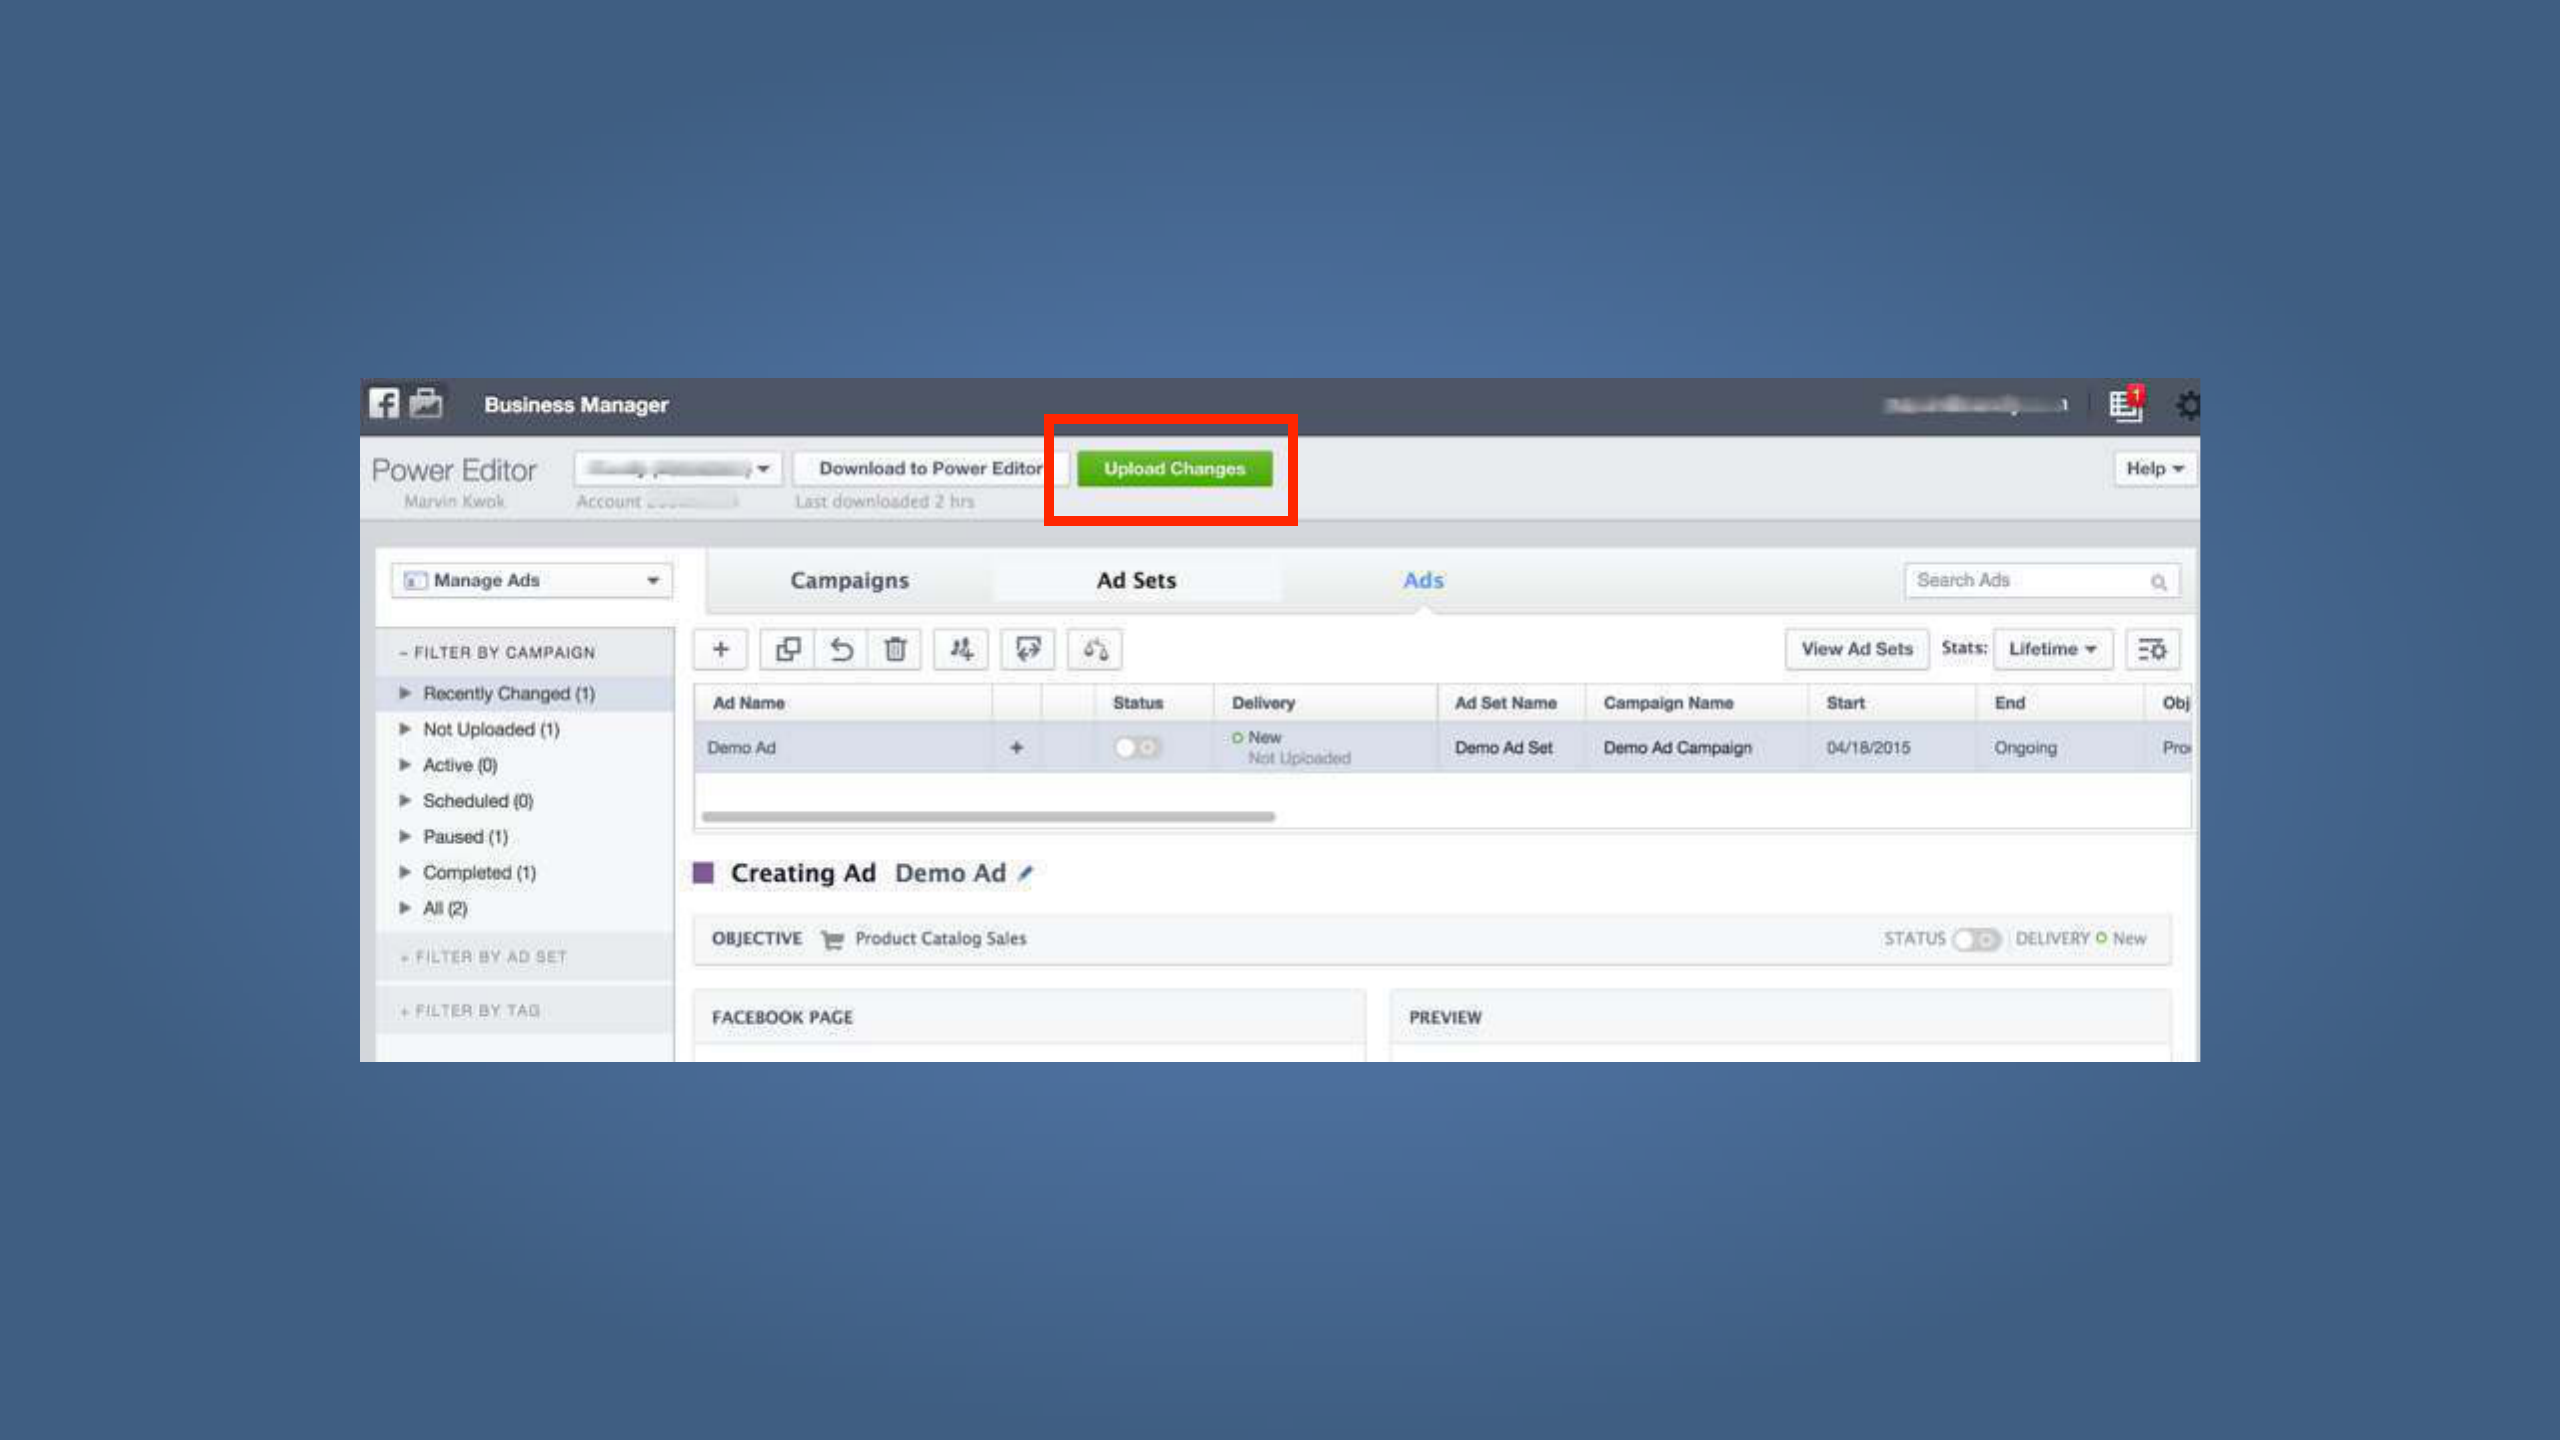 Business Manager
1
Power Editor
Download to Power Editor
Upload Changes
Help
Marvin Kwok
Account
Last downloaded 2 hrs
Manage Ads
Campaigns
Ad Sets
Ads
Search Ads
- FILTER BY CAMPAIGN
Recently Changed (1)
Not Uploaded (1)
Active (0)
Scheduled (0)
Paused (1)
Completed (1)
All (2)
+ FILTER BY AD SET
+ FILTER BY TAG
View Ad Sets
Stats:
Lifetime
Ad Name
Status
Delivery
Ad Set Name
Campaign Name
Start
End
Obj
Demo Ad
+
New
Not Uploaded
Demo Ad Set
Demo Ad Campaign
04/18/2015
Ongoing
Pro
Creating Ad Demo Ad
OBJECTIVE Product Catalog Sales
STATUS
DELIVERY New
FACEBOOK PAGE
PREVIEW